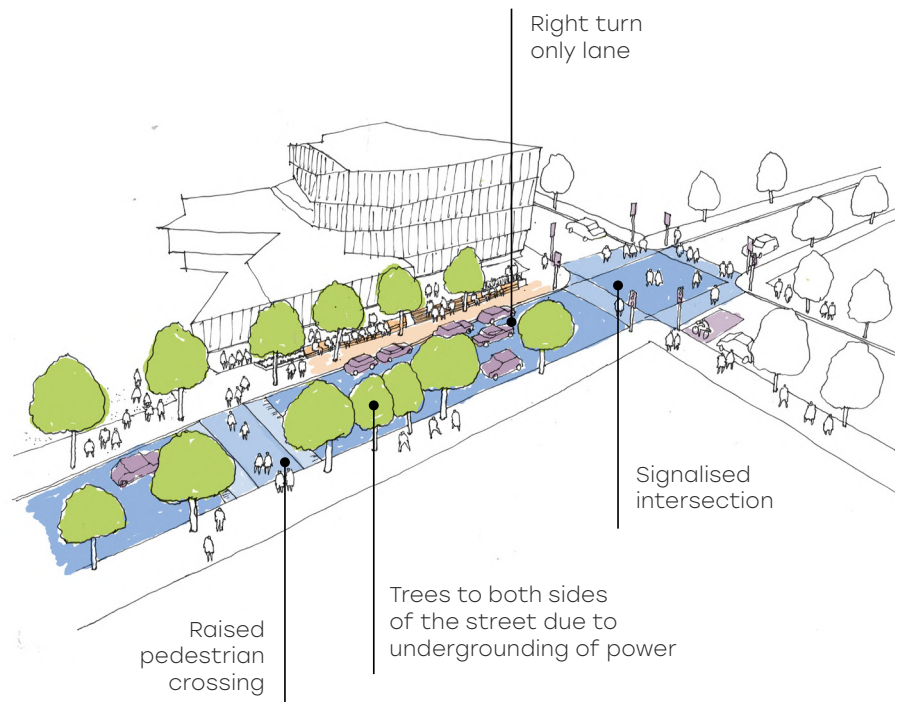 Right turn
only lane
Signalised
intersection
Trees to both sides
of the street due to
undergrounding of power
Raised
pedestrian
crossing